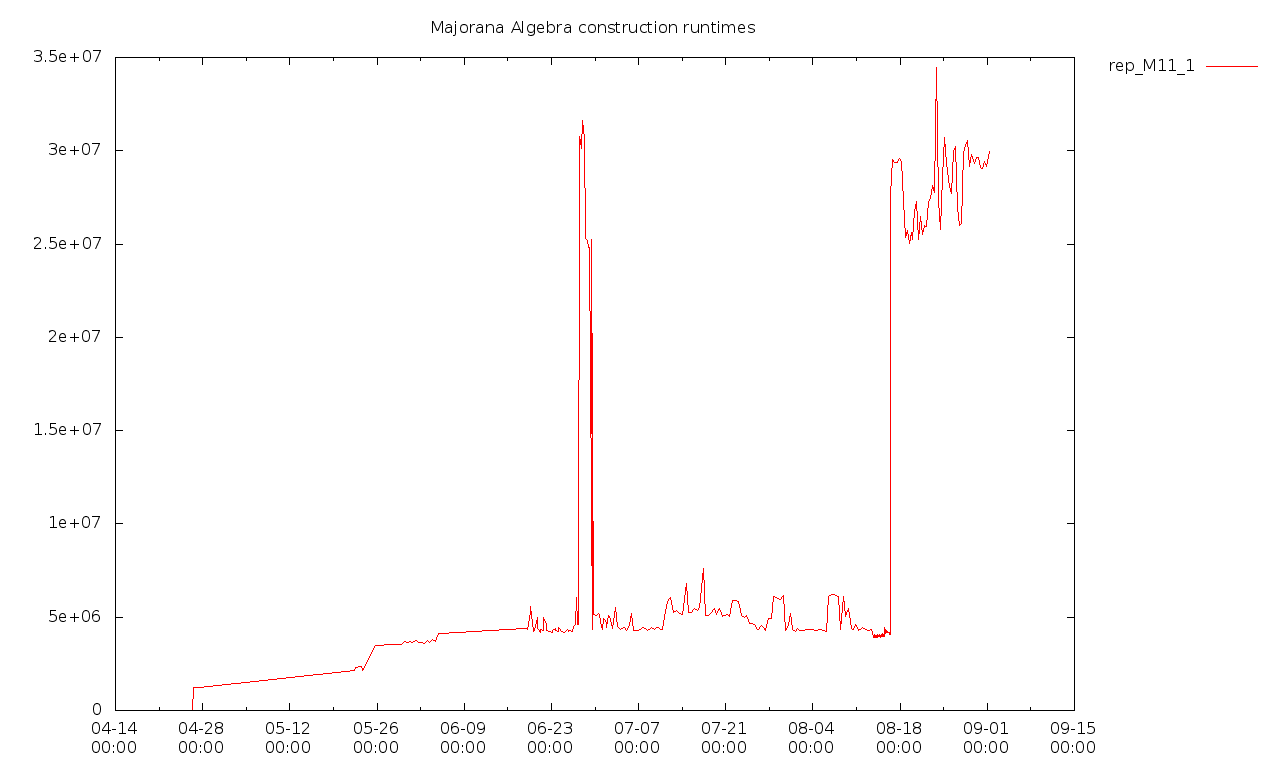 Majorana Algebra construction runtimes
rep_M11_1
3.5e+07
3e+07
2.5e+07
2e+07
1.5e+07
1e+07
5e+06
0
04-14 04-28 05-12 05-26 06-09 06-23 07-07 07-21 08-04 08-18 09-01 09-15
00:00 00:00 00:00 00:00 00:00 00:00 00:00 00:00 00:00 00:00 00:00 00:00